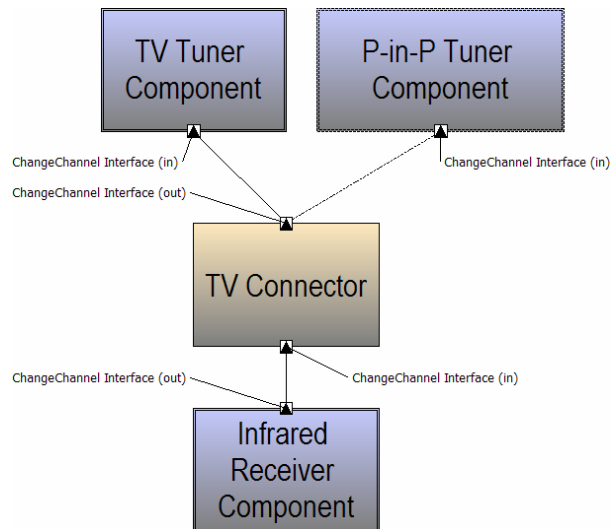 TV Tuner
Component
P-in-P Tuner
Component
ChangeChannel Interface (in)
ChangeChannel Interface (in)
ChangeChannel Interface (out)
TV Connector
ChangeChannel Interface (out)
ChangeChannel Interface (in)
Infrared
Receiver
Component